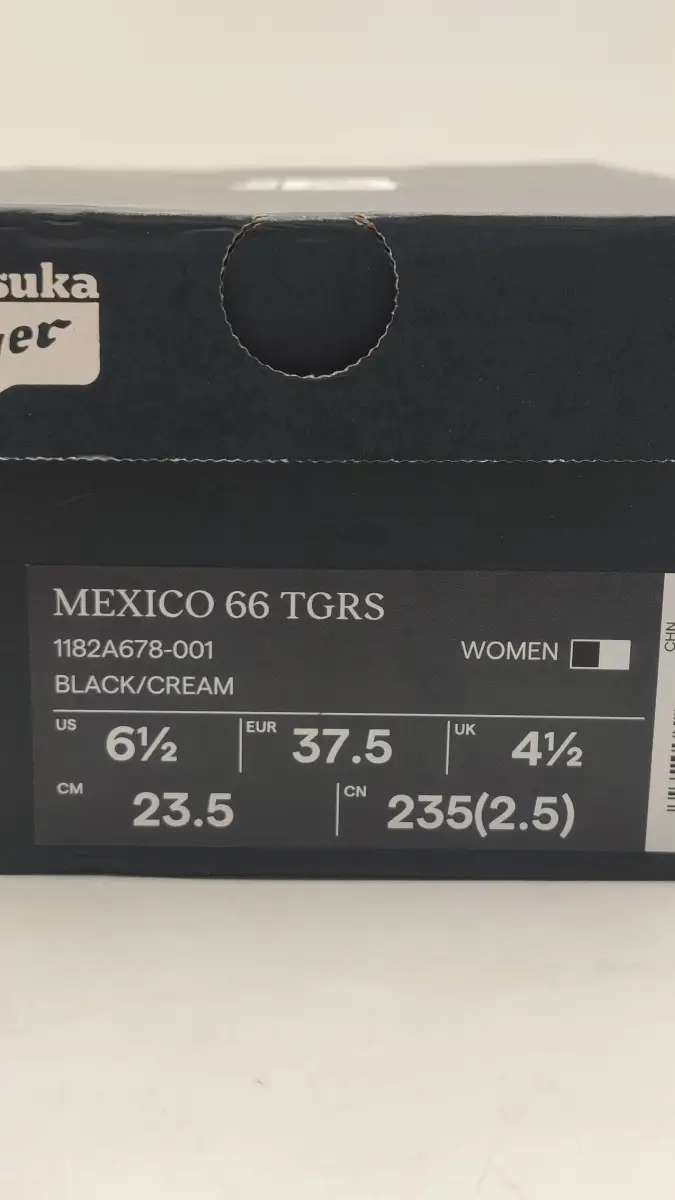 suka
er
MEXICO 66 TGRS
1182A678-001
WOMEN
BLACK/CREAM
US 6½ EUR 37.5 UK 4½
CM 23.5 CN 235(2.5)
CHN